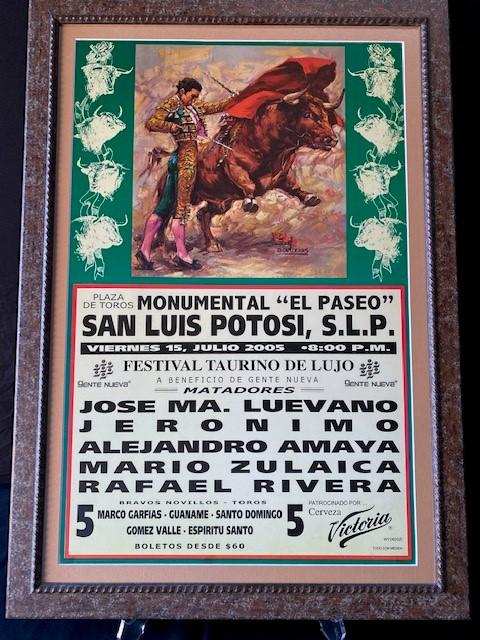 PLAZA DE TOROS MONUMENTAL “EL PASEO”
SAN LUIS POTOSI, S.L.P.
VIERNES 15, JULIO 2005 •8:00 P.M.
FESTIVAL TAURINO DE LUJO
A BENEFICIO DE GENTE NUEVA
GENTE NUEVA
GENTE NUEVA
MATADORES
JOSE MA. LUEVANO
JERONIMO
ALEJANDRO AMAYA
MARIO ZULAICA
RAFAEL RIVERA
BRAVOS NOVILLOS - TOROS
5 MARCO GARFIAS - GUANAME - SANTO DOMINGO 5
GOMEZ VALLE - ESPIRITU SANTO
BOLETOS DESDE $60
PATROCINADO POR ...
Cerveza
Victoria
TODO CON MEDIDA